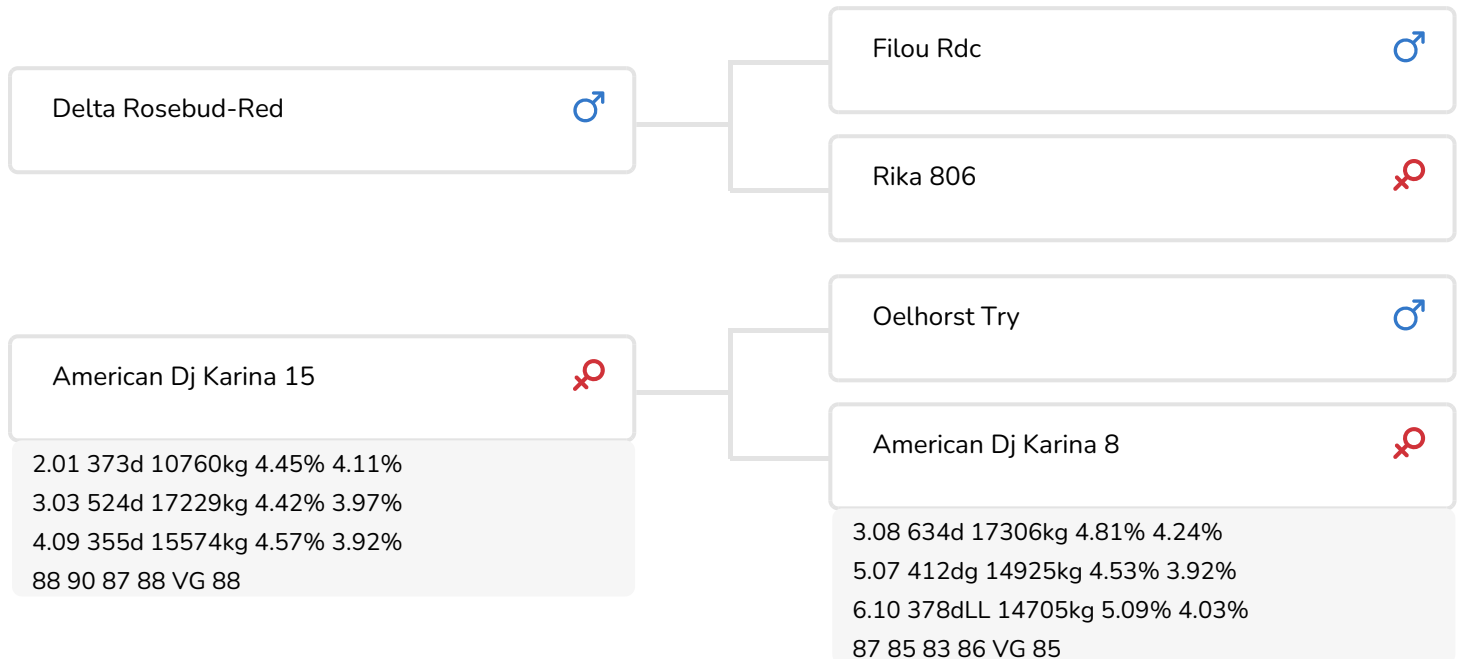 Delta Rosebud-Red
Filou Rdc
Rika 806
American Dj Karina 15
2.01 373d 10760kg 4.45% 4.11%
3.03 524d 17229kg 4.42% 3.97%
4.09 355d 15574kg 4.57% 3.92%
88 90 87 88 VG 88
Oelhorst Try
American Dj Karina 8
3.08 634d 17306kg 4.81% 4.24%
5.07 412dg 14925kg 4.53% 3.92%
6.10 378dLL 14705kg 5.09% 4.03%
87 85 83 86 VG 85